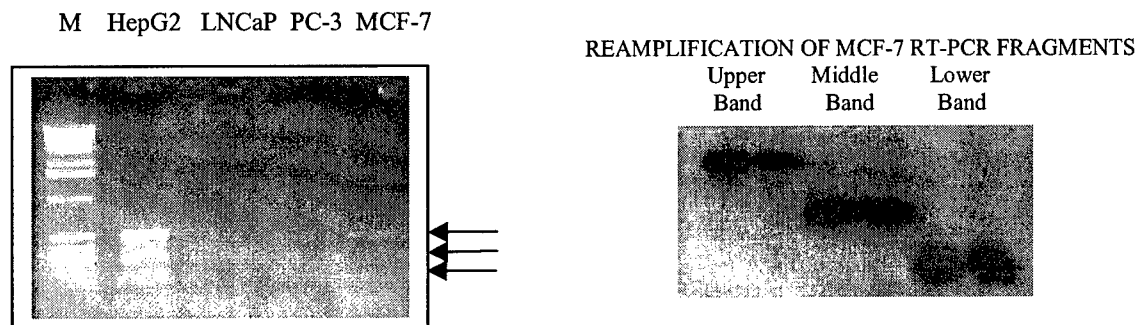 M HepG2 LNCaP PC-3 MCF-7
REAMPLIFICATION OF MCF-7 RT-PCR FRAGMENTS
Upper Middle Lower
Band Band Band